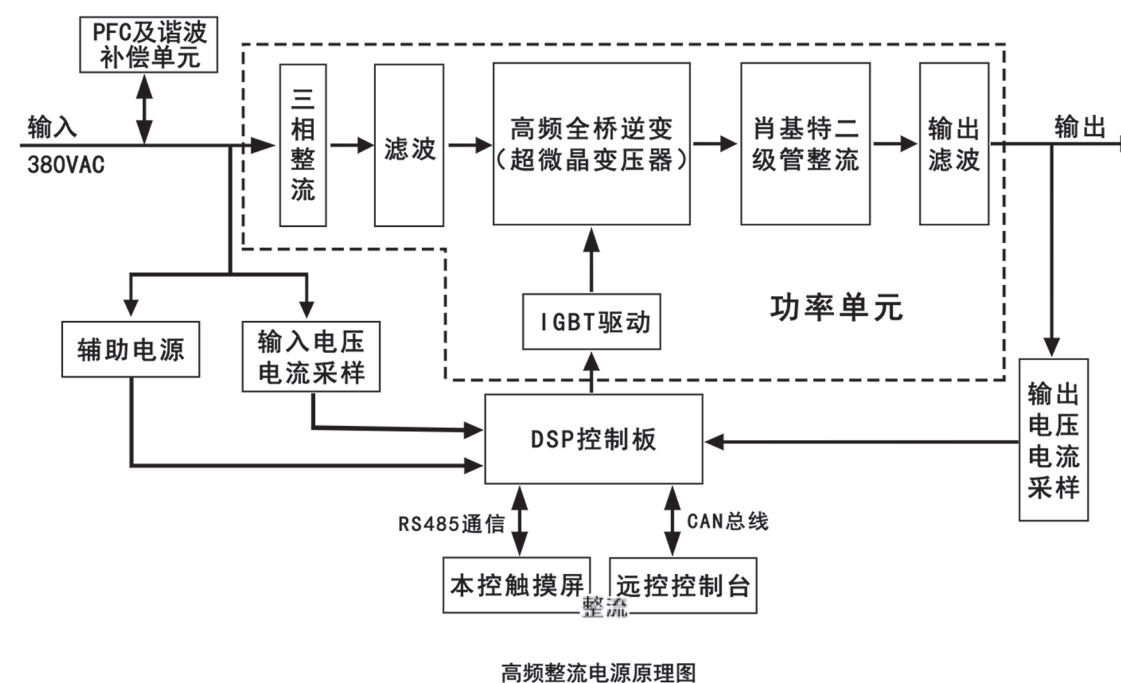 PFC及谐波
补偿单元
输入
380VAC
三
相
整
流
滤波
高频全桥逆变
（超微晶变压器）
肖基特二
级管整流
输出
滤波
输出
IGBT驱动
功率单元
辅助电源
输入电压
电流采样
DSP控制板
输出
电压
电流
采样
RS485通信
CAN总线
本控触摸屏
远控控制台
整流
高频整流电源原理图